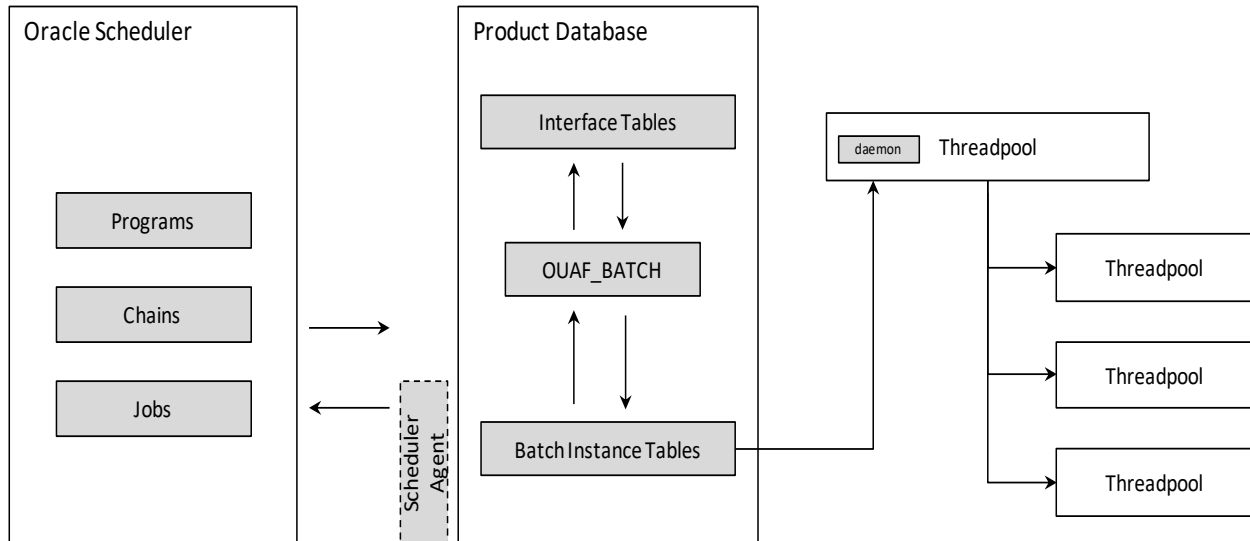 Oracle Scheduler
Programs
Chains
Jobs
Scheduler
Agent
Product Database
Interface Tables
OUAF_BATCH
Batch Instance Tables
daemon
Threadpool
Threadpool
Threadpool
Threadpool